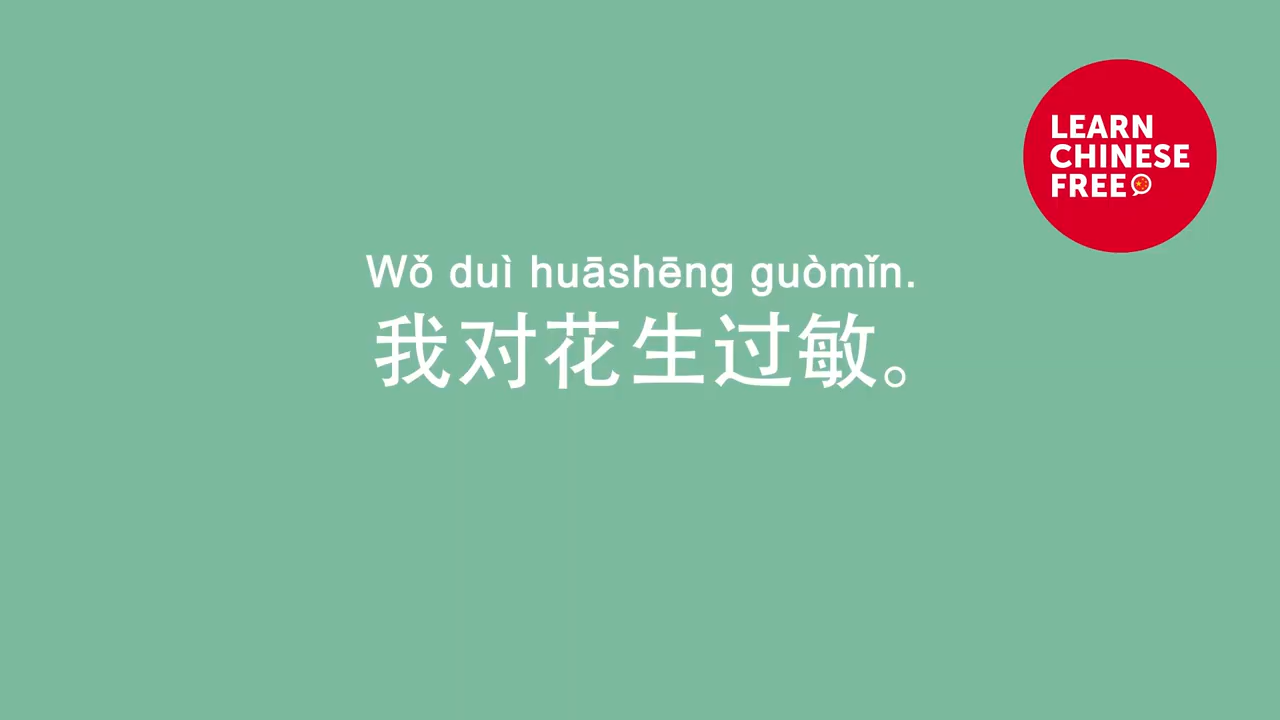 LEARN
CHINESE
FREE
Wǒ duì huāshēng guòmǐn.
我对花生过敏。